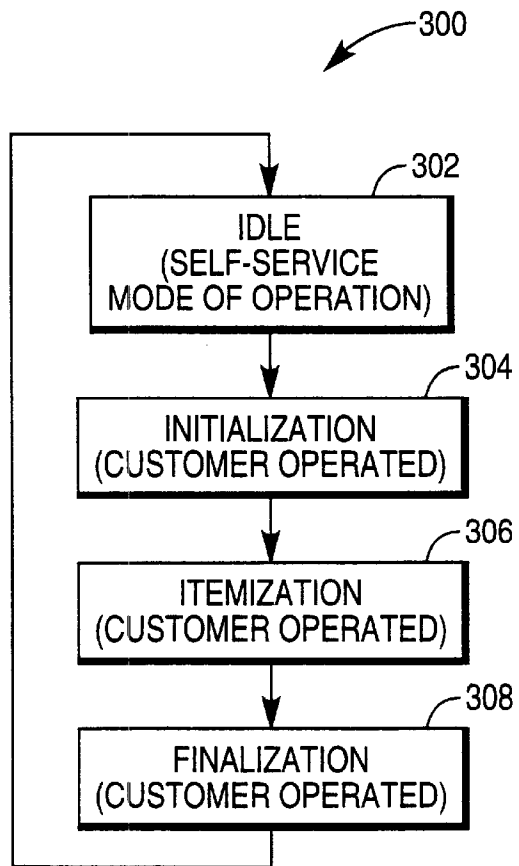 300
302
IDLE
(SELF-SERVICE
MODE OF OPERATION)
304
INITIALIZATION
(CUSTOMER OPERATED)
306
ITEMIZATION
(CUSTOMER OPERATED)
308
FINALIZATION
(CUSTOMER OPERATED)